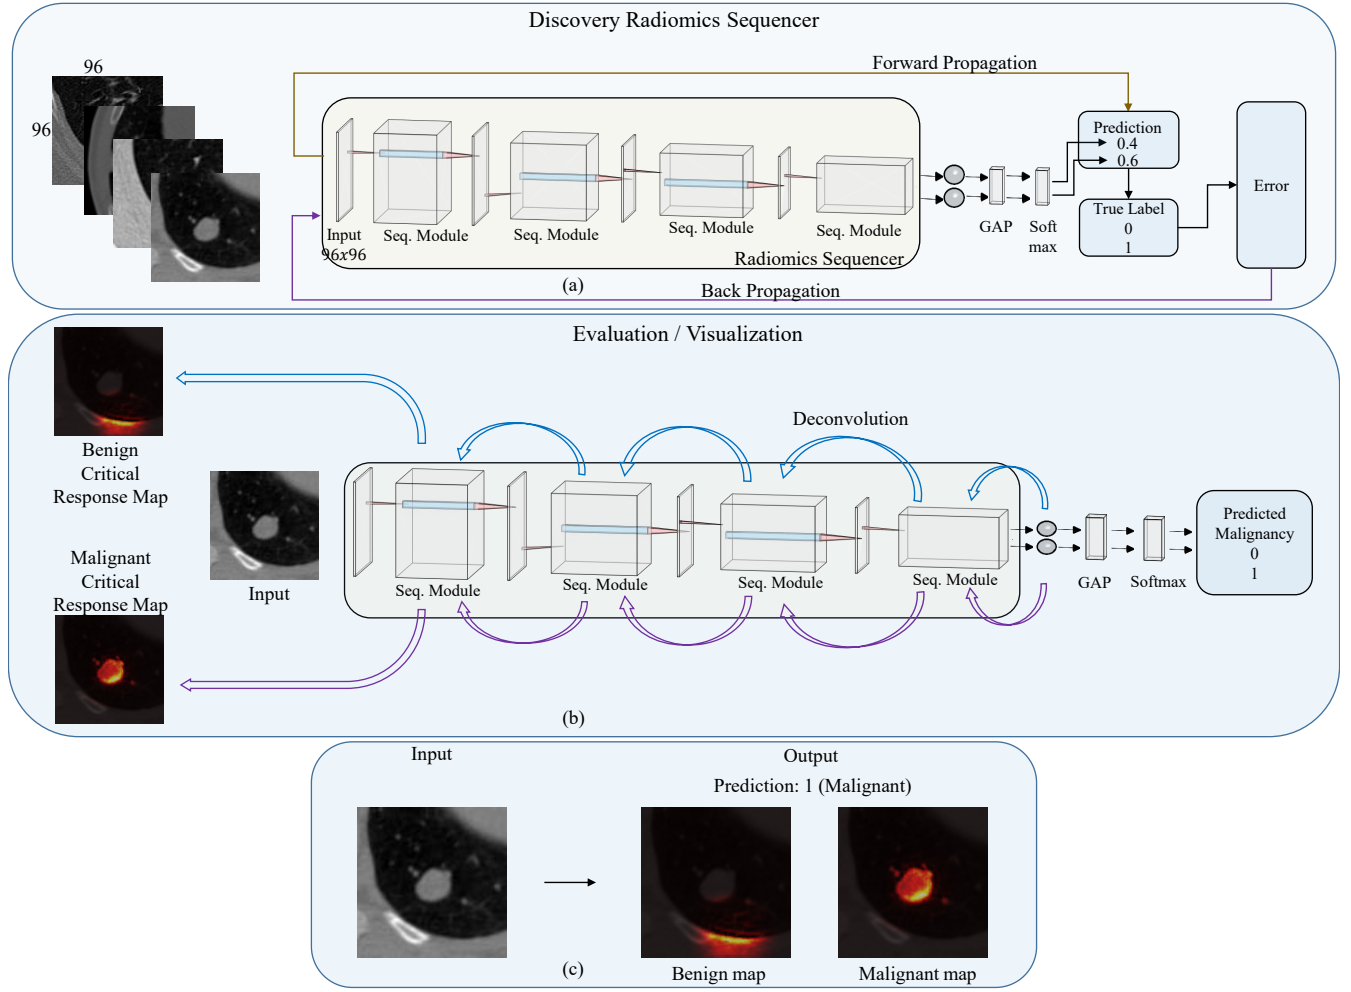 Discovery Radiomics Sequencer
96
96
Forward Propagation
Prediction
0.4
0.6
True Label
0
1
Error
Input
96x96
Seq. Module
Seq. Module
Seq. Module
Seq. Module
GAP
Soft
max
Radiomics Sequencer
(a)
Back Propagation
Evaluation / Visualization
Benign
Critical
Response Map
Malignant
Critical
Response Map
Input
Deconvolution
Seq. Module
Seq. Module
Seq. Module
Seq. Module
GAP
Softmax
Predicted
Malignancy
0
1
(b)
Input
Output
Prediction: 1 (Malignant)
Benign map
Malignant map
(c)